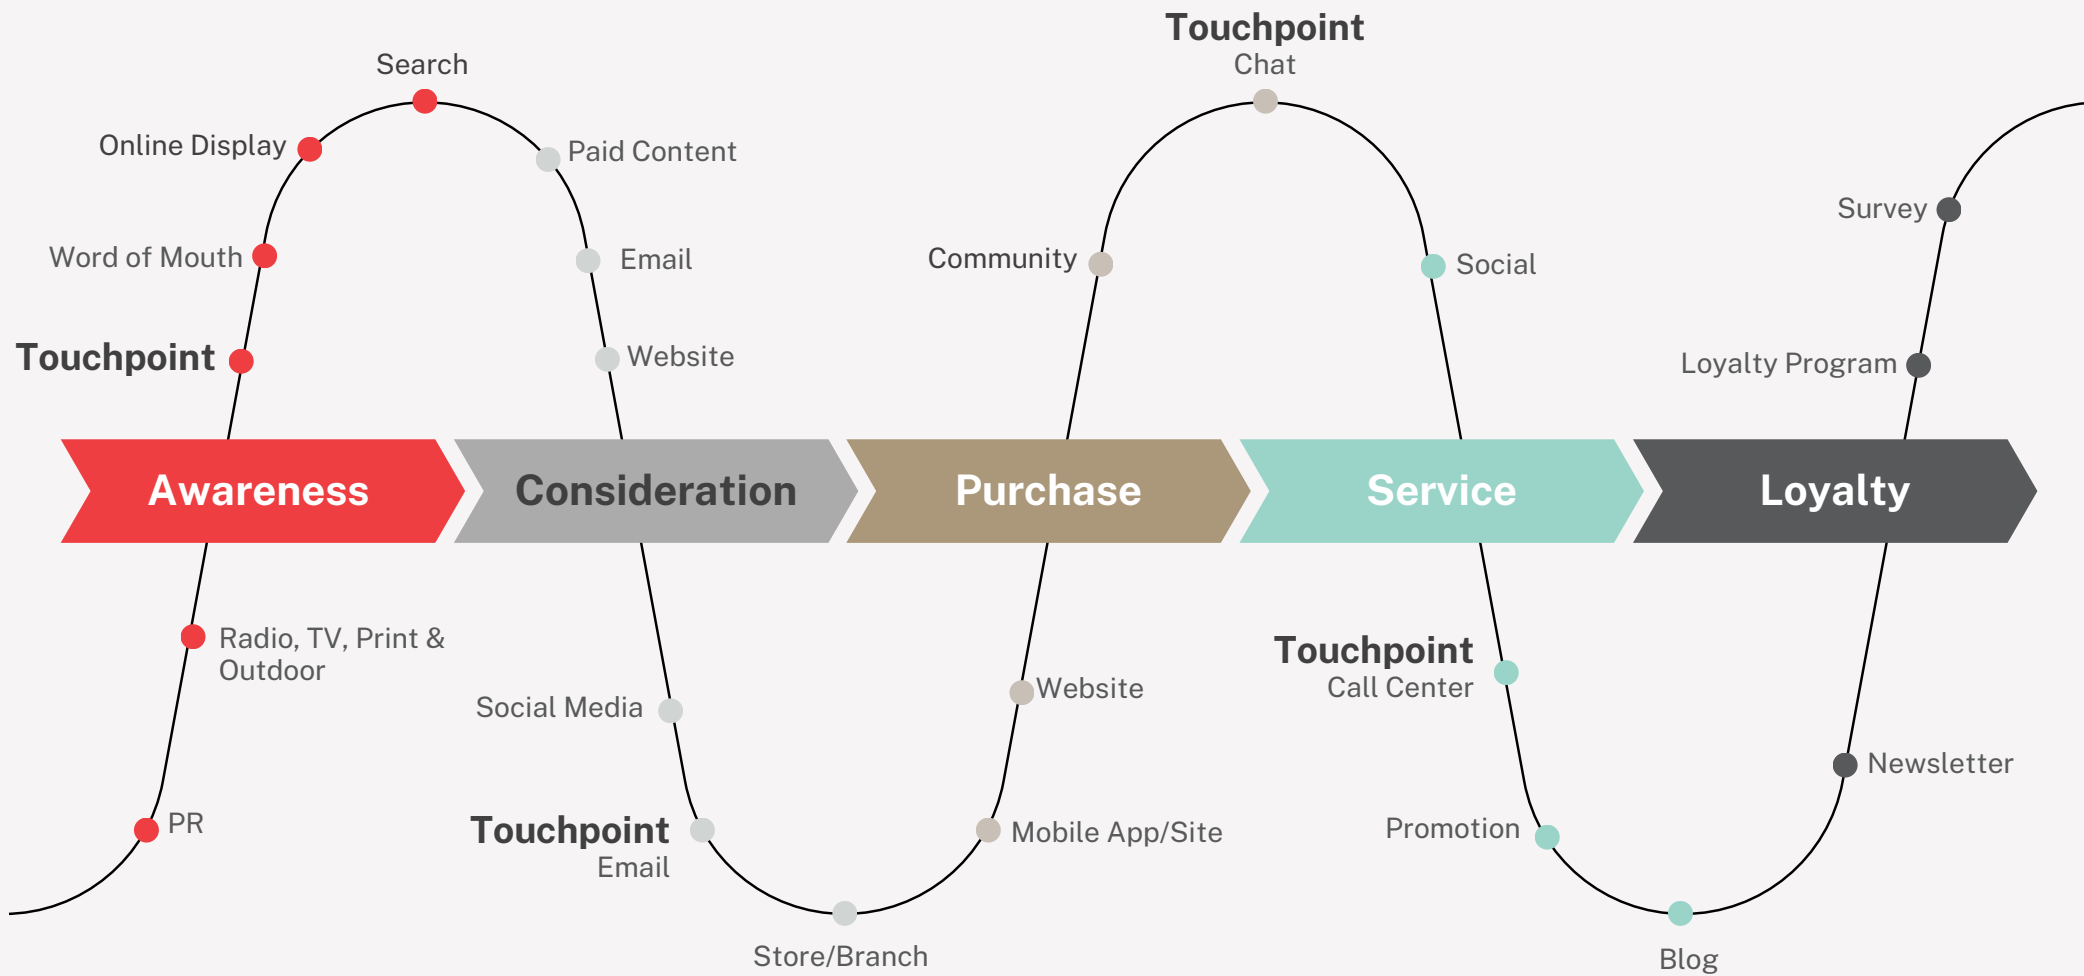 Touchpoint
Search
Chat
Online Display
Paid Content
Word of Mouth
Email
Community
Social
Survey
Touchpoint
Website
Loyalty Program
Awareness
Consideration
Purchase
Service
Loyalty
Radio, TV, Print &
Outdoor
Social Media
Website
Touchpoint
Call Center
Newsletter
PR
Touchpoint
Email
Mobile App/Site
Promotion
Store/Branch
Blog